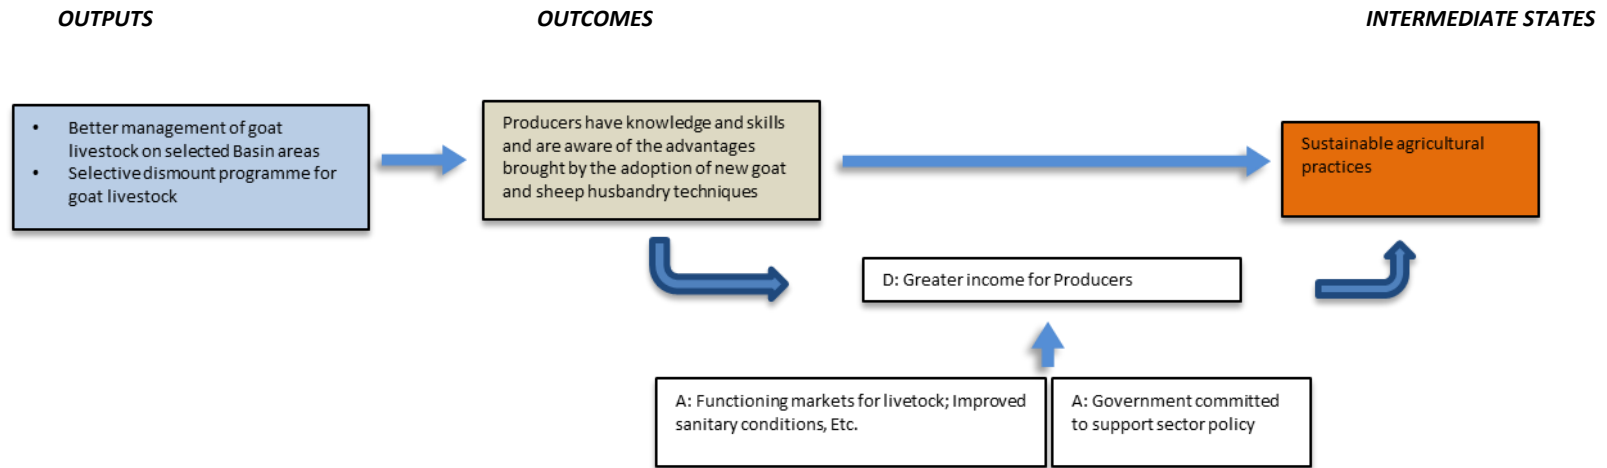 OUTPUTS
OUTCOMES
INTERMEDIATE STATES
• Better management of goat
livestock on selected Basin areas
• Selective dismount programme for
goat livestock
Producers have knowledge and skills
and are aware of the advantages
brought by the adoption of new goat
and sheep husbandry techniques
Sustainable agricultural
practices
D: Greater income for Producers
A: Functioning markets for livetock; Improved
sanitary conditions, Etc.
A: Government committed
to support sector policy